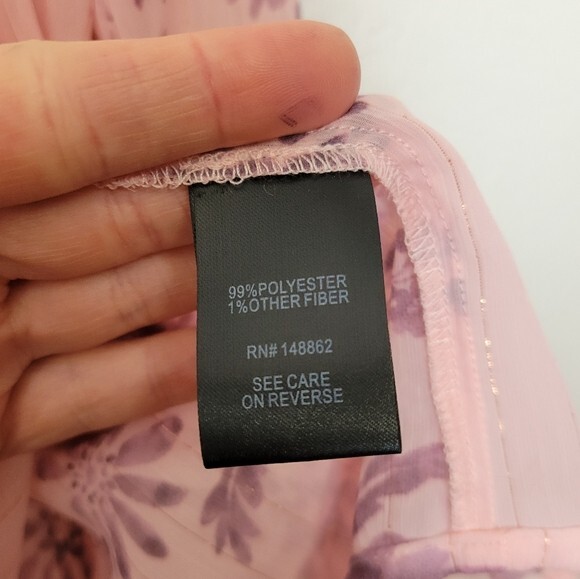 99%POLYESTER
1%OTHER FIBER
RN# 148862
SEE CARE
ON REVERSE